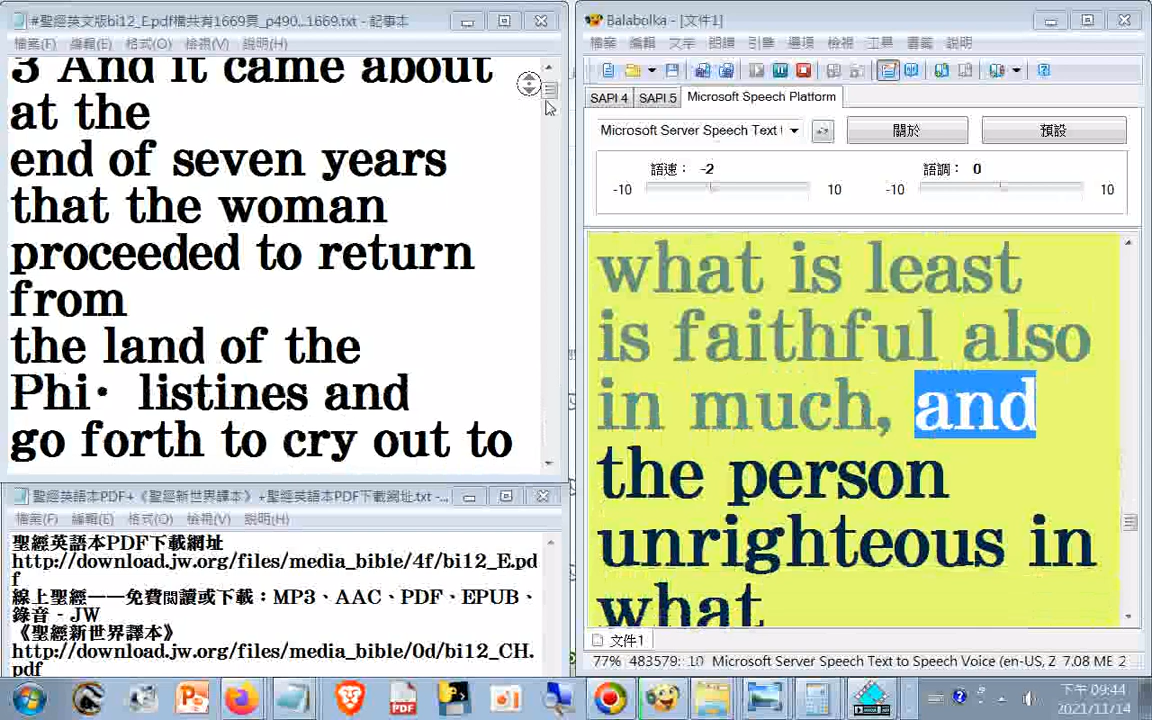 #聖經英文版bi12_E.pdf檔共有1669頁_p490...1669.txt - 記事本
檔案(F) 編輯(E) 格式(O) 檢視(V) 說明(H)
3 And it came about
at the
end of seven years
that the woman
proceeded to return
from
the land of the
Phi· listines and
go forth to cry out to
聖經英語本PDF+《聖經新世界譯本》+聖經英語本PDF下載網址.txt - ...
檔案(F) 編輯(E) 格式(O) 檢視(V) 說明(H)
聖經英語本PDF下載網址
http://download.jw.org/files/media_bible/4f/bi12_E.pd
f
線上聖經——免費閱讀或下載：MP3、AAC、PDF、EPUB、
錄音 - JW
《聖經新世界譯本》
http://download.jw.org/files/media_bible/0d/bi12_CH.
pdf
Balabolka - [文件1]
檔案 編輯 文字 朗讀 引擎 選項 檢視 工具 書籤 說明
SAPI 4 SAPI 5 Microsoft Speech Platform
Microsoft Server Speech Text
關於 預設
語速： -2 語調： 0
-10 10 -10 10
what is least
is faithful also
in much, and
the person
unrighteous in
what
文件1
77% 483579: 10 Microsoft Server Speech Text to Speech Voice (en-US, Z 7.08 ME 2
下午 09:44
2021/11/14